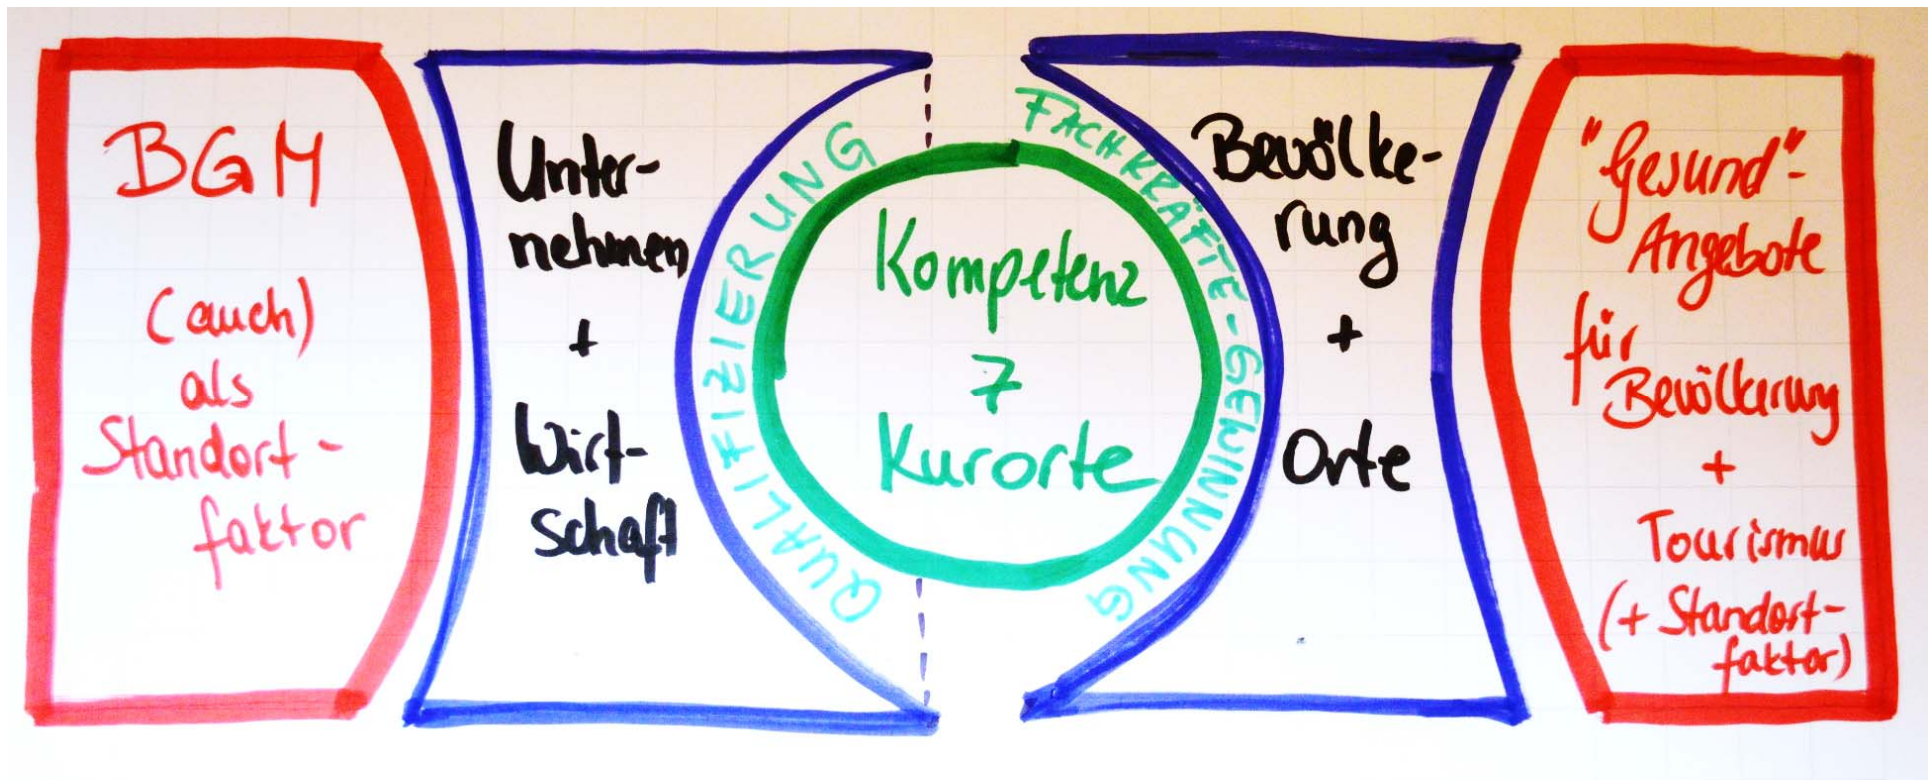 BGM
(auch)
als
Standort-
faktor
Unter-
nehmen
+
Wirt-
schaft
QUALIFIZIERUNG
Kompetenz
7
Kurorte
FACHKRÄFTE-GEWINNUNG
Bevölke-
rung
+
Orte
"Gesund"-
Angebote
für
Bevölkerung
+
Tourismus
(+ Standort-
faktor)